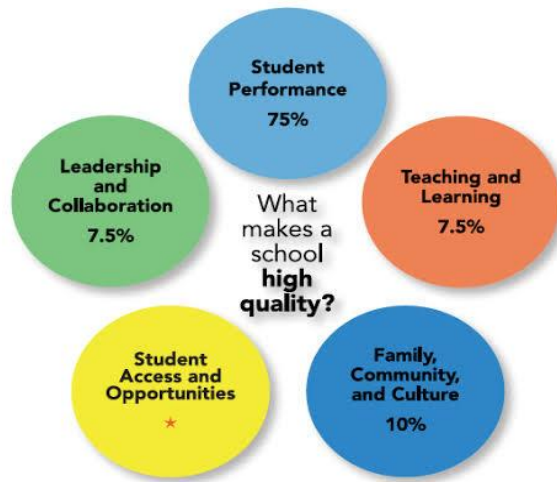 Student
Performance
75%
Leadership
and
Collaboration
7.5%
What
makes a
school
high
quality?
Teaching and
Learning
7.5%
Student
Access and
Opportunities
★
Family,
Community,
and Culture
10%